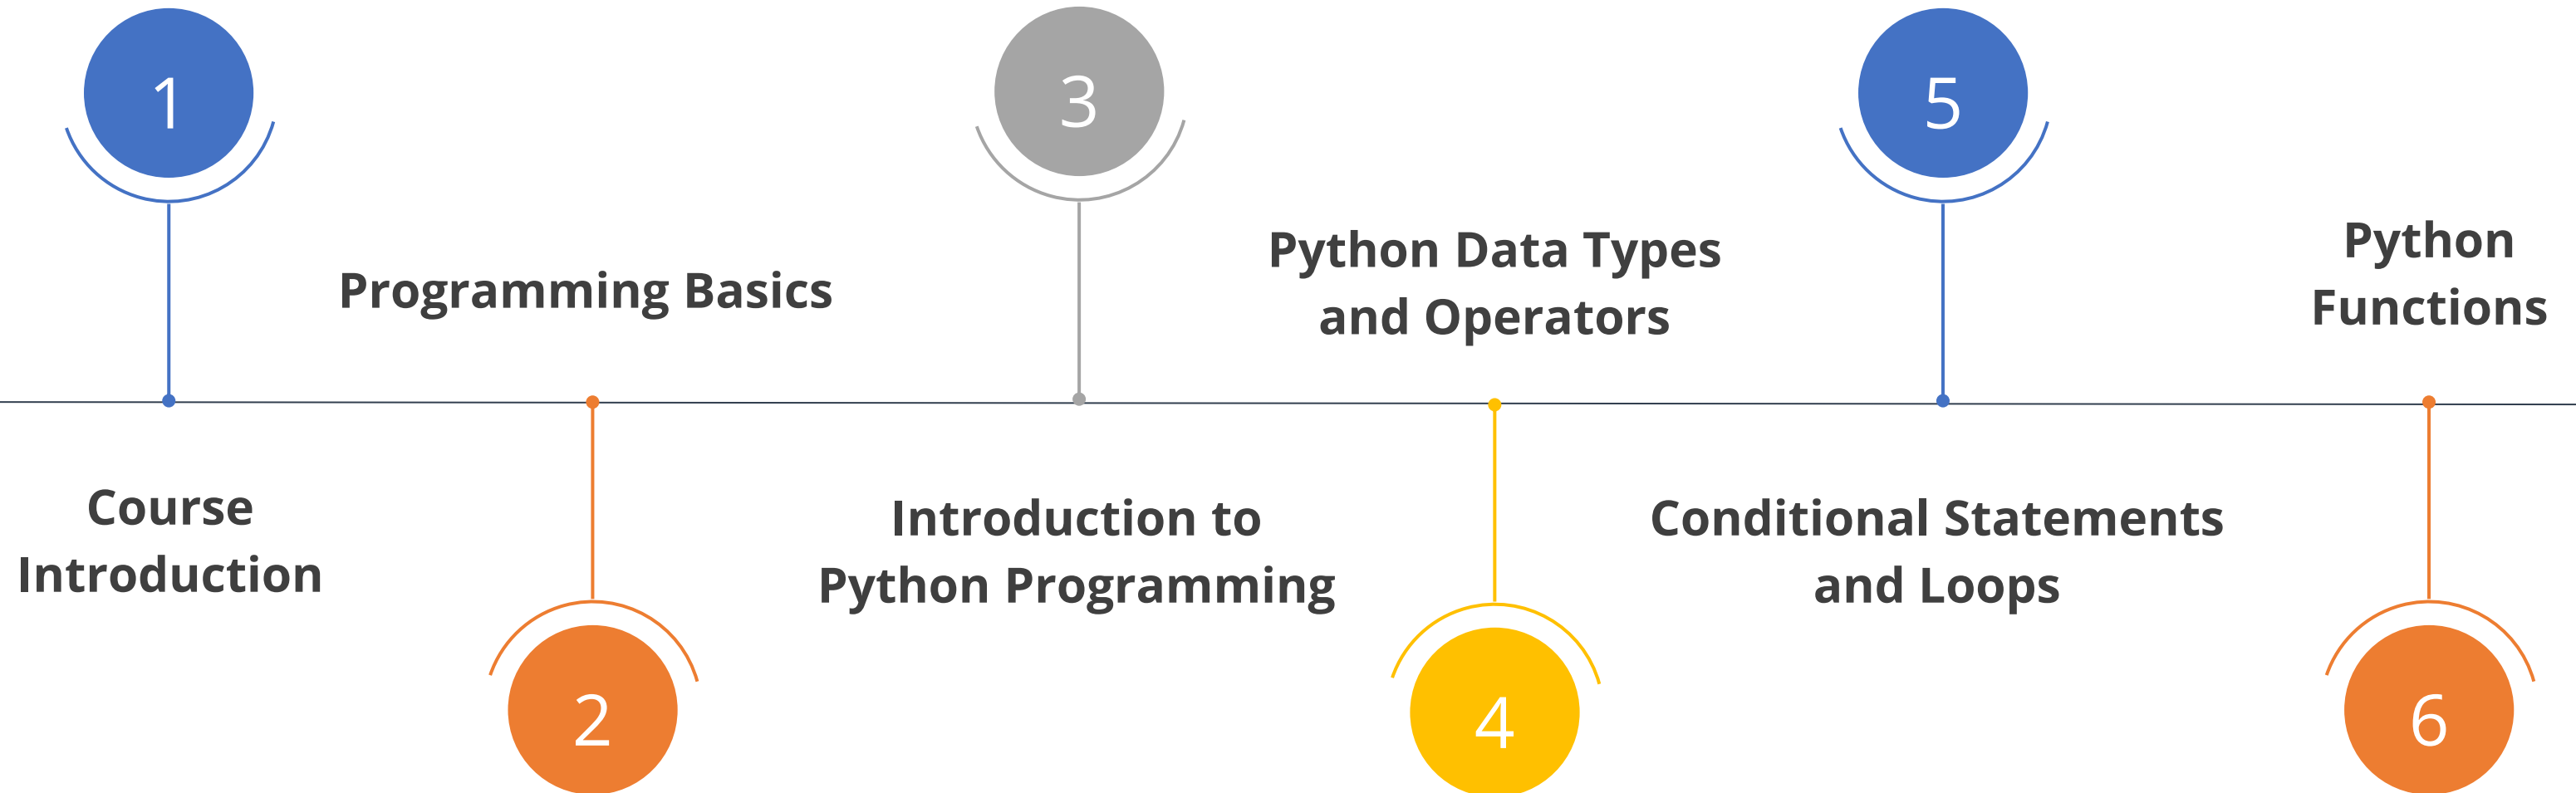 1
Course
Introduction
Programming Basics
2
3
Introduction to
Python Programming
Python Data Types
and Operators
4
5
Conditional Statements
and Loops
Python
Functions
6